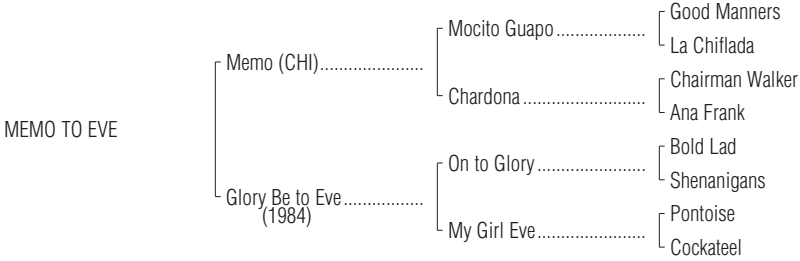 Good Manners
Mocito Guapo....................
La Chiflada
Memo (CHI)......................
Chairman Walker
Chardona..........................
Ana Frank
MEMO TO EVE
Bold Lad
On to Glory.......................
Shenanigans
Glory Be to Eve.................
(1984)
Pontoise
My Girl Eve.......................
Cockateel